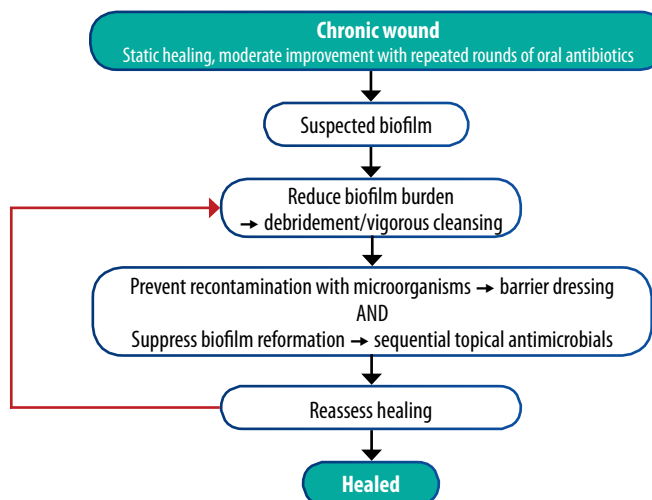 Chronic wound
Static healing, moderate improvement with repeated rounds of oral antibiotics
Suspected biofilm
Reduce biofilm burden
→ debridement/vigorous cleansing
Prevent recontamination with microorganisms → barrier dressing
AND
Suppress biofilm reformation → sequential topical antimicrobials
Reassess healing
Healed